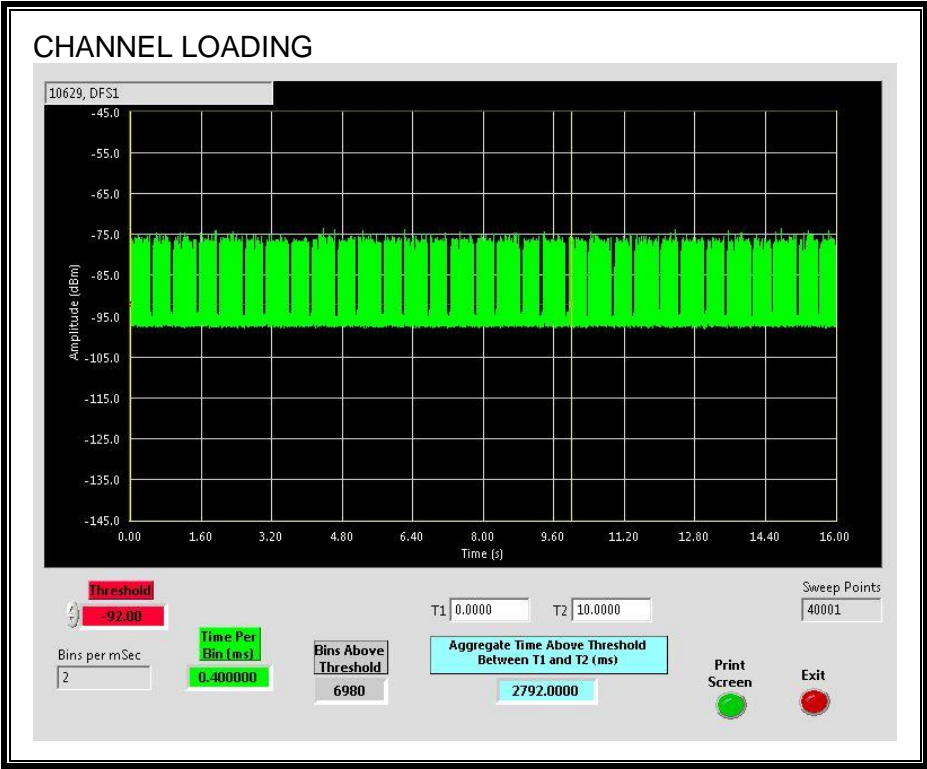 CHANNEL LOADING
10629, DFS1
-45.0
-55.0
-65.0
-75.0
-85.0
-95.0
-105.0
-115.0
-125.0
-135.0
-145.0
Amplitude (dBm)
0.00 1.60 3.20 4.80 6.40 8.00 9.60 11.20 12.80 14.40 16.00
Time (s)
Threshold
-92.00
Bins per mSec
2
Time Per
Bin (ms)
0.400000
Bins Above
Threshold
6980
T1 0.0000 T2 10.0000
Aggregate Time Above Threshold
Between T1 and T2 (ms)
2792.0000
Sweep Points
40001
Print
Screen
Exit